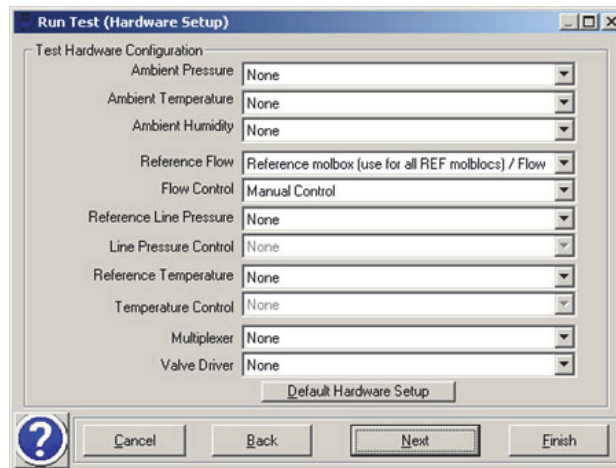 Run Test (Hardware Setup)
Test Hardware Configuration
Ambient Pressure None
Ambient Temperature None
Ambient Humidity None
Reference Flow Reference molbox (use for all REF molblocs) / Flow
Flow Control Manual Control
Reference Line Pressure None
Line Pressure Control None
Reference Temperature None
Temperature Control None
Multiplexer None
Valve Driver None
Default Hardware Setup
? Cancel Back Next Finish